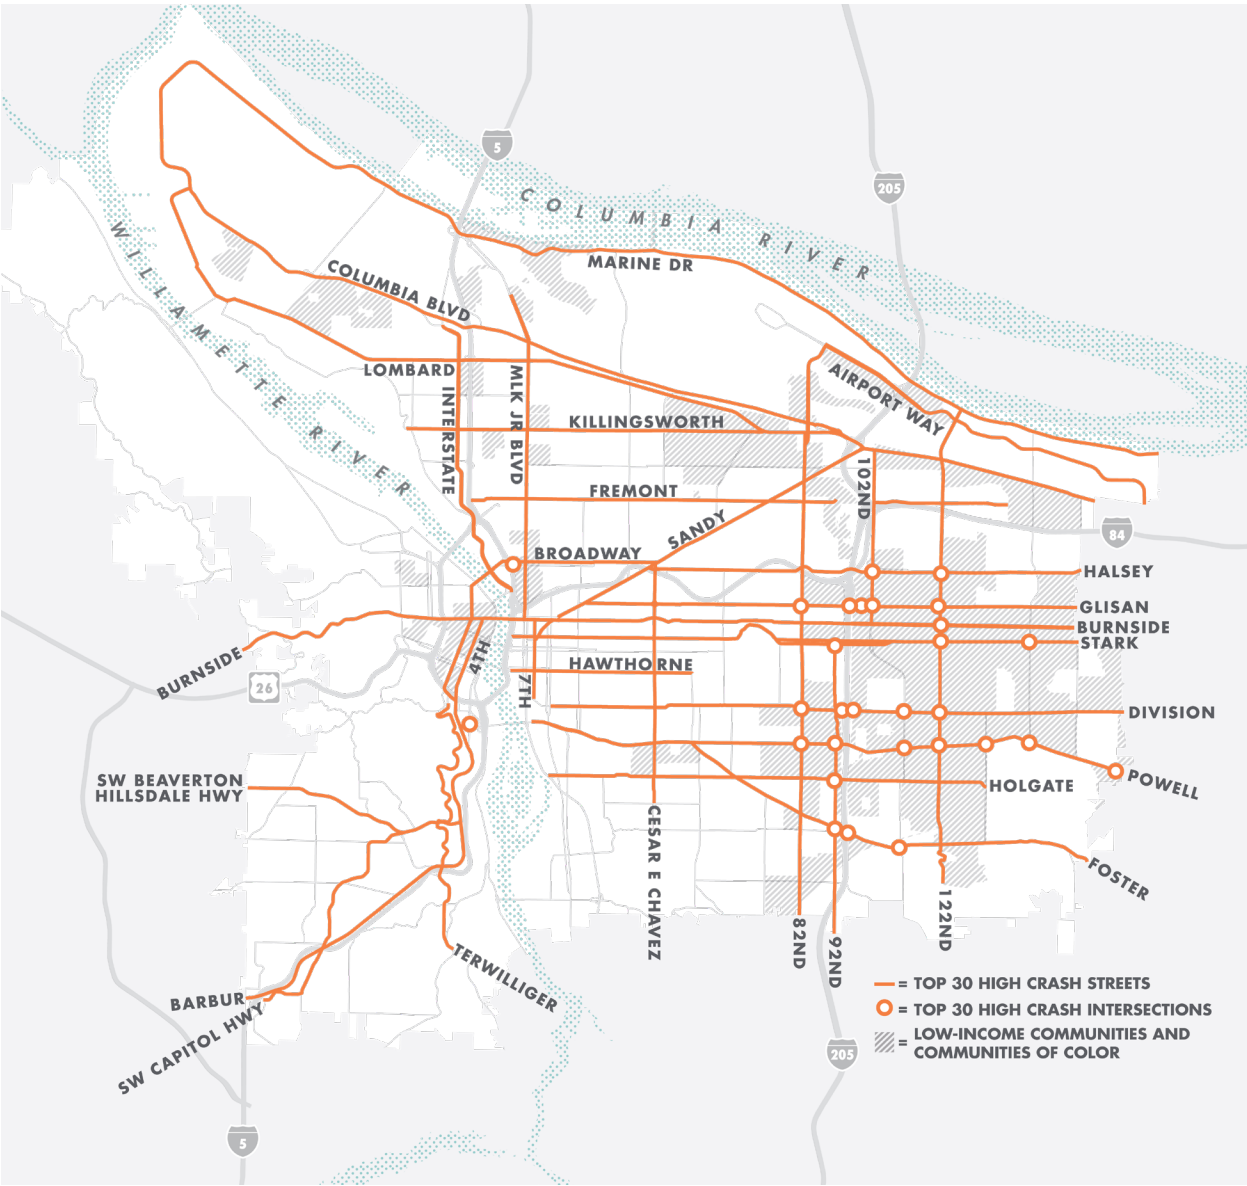 5
205
COLUMBIA RIVER
WILLAMETTE RIVER
MARINE DR
COLUMBIA BLVD
LOMBARD
INTERSTATE
MLK JR BLVD
AIRPORT WAY
KILLINGSWORTH
102ND
FREMONT
SANDY
84
BROADWAY
HALSEY
GLISAN
BURNSIDE
STARK
BURNSIDE
4TH
HAWTHORNE
26
7TH
DIVISION
SW BEAVERTON
HILLSDALE HWY
HOLGATE
POWELL
CESAR E CHAVEZ
FOSTER
82ND
92ND
122ND
TERWILLIGER
BARBUR
SW CAPITOL HWY
= TOP 30 HIGH CRASH STREETS
= TOP 30 HIGH CRASH INTERSECTIONS
= LOW-INCOME COMMUNITIES AND
COMMUNITIES OF COLOR
205
5